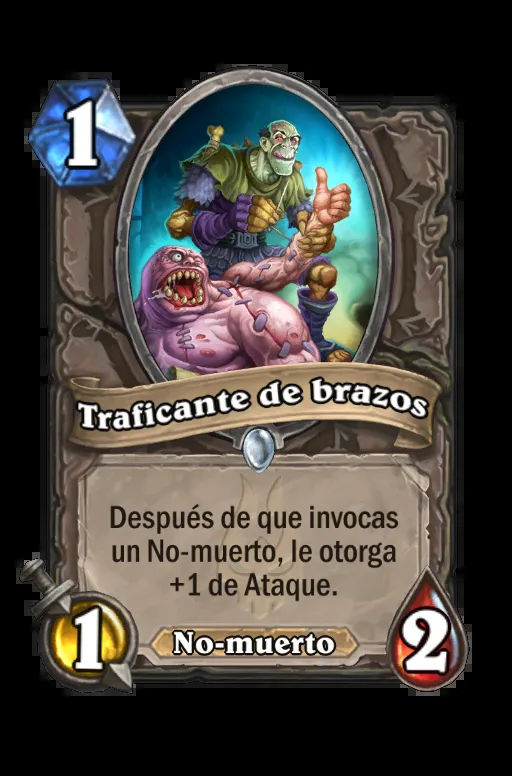 1
Traficante de brazos
Después de que invocas
un No-muerto, le otorga
+1 de Ataque.
1
No-muerto
2